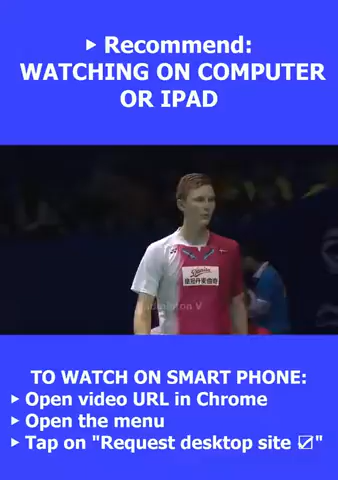 ▶ Recommend:
WATCHING ON COMPUTER
OR IPAD
TO WATCH ON SMART PHONE:
▶ Open video URL in Chrome
▶ Open the menu
▶ Tap on "Request desktop site ☑"